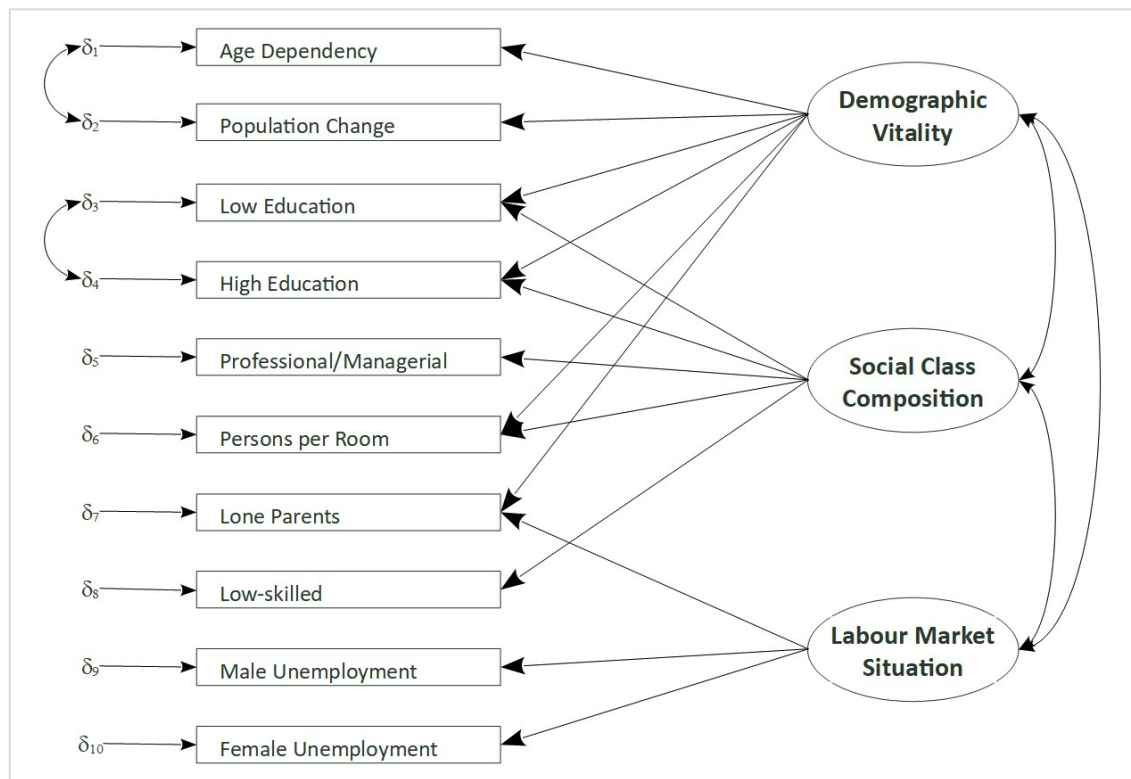 δ₁
Age Dependency
δ₂
Population Change
δ₃
Low Education
δ₄
High Education
δ₅
Professional/Managerial
δ₆
Persons per Room
δ₇
Lone Parents
δ₈
Low-skilled
δ₉
Male Unemployment
δ₁₀
Female Unemployment
Demographic
Vitality
Social Class
Composition
Labour Market
Situation